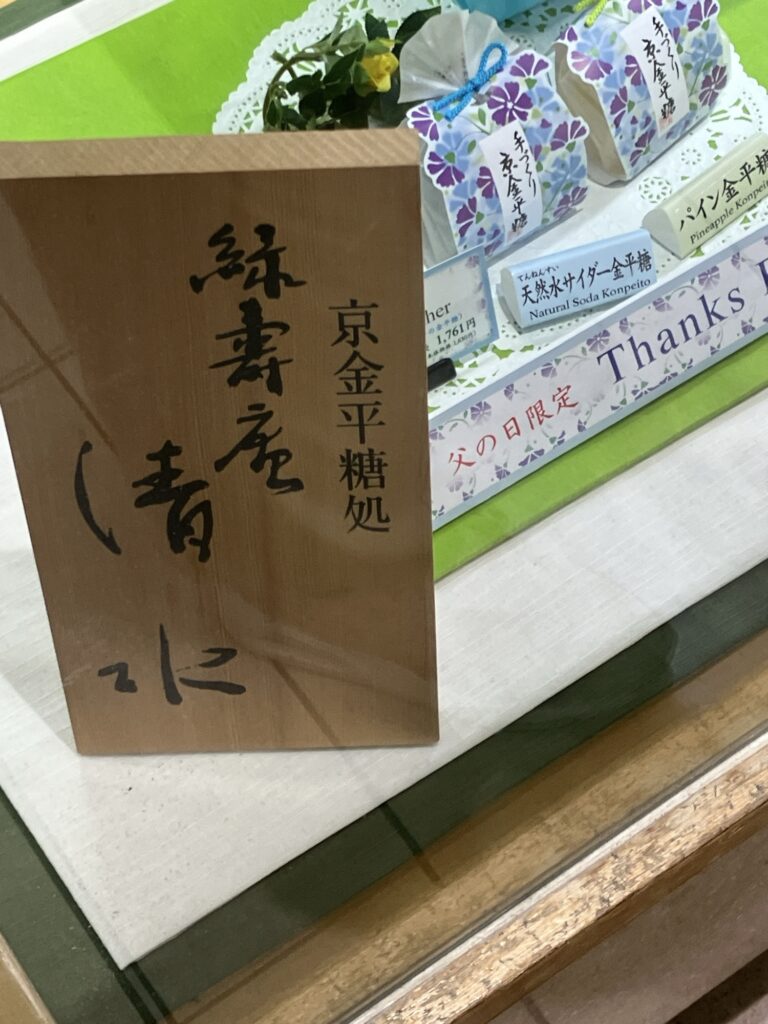 京金平糖処
緑壽庵
清水
手づくり
京金平糖
手づくり
京金平糖
てんねんすい
天然水サイダー金平糖
Natural Soda Konpeito
パイン金平糖
Pineapple Konpeito
her
1,761円
父の日限定
Thanks